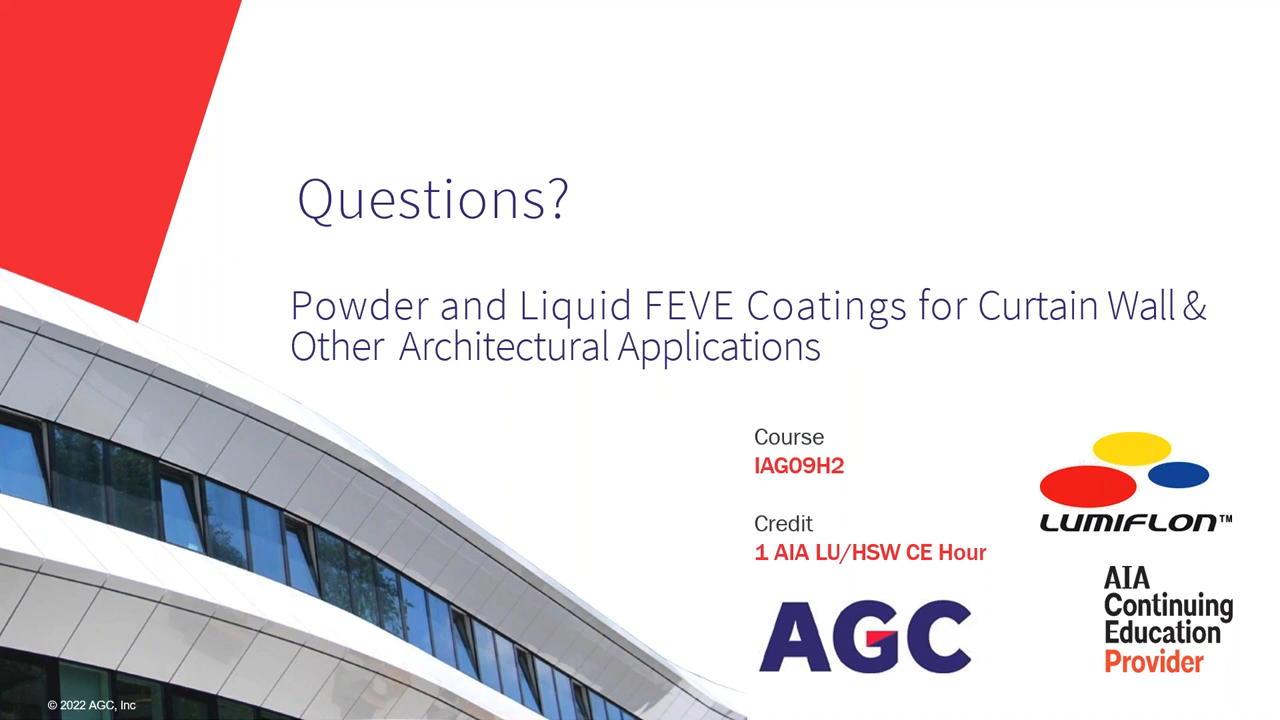 Questions?
Powder and Liquid FEVE Coatings for Curtain Wall &
Other Architectural Applications
Course
IAG09H2
Credit
1 AIA LU/HSW CE Hour
LUMIFLON™
AGC
AIA
Continuing
Education
Provider
© 2022 AGC, Inc